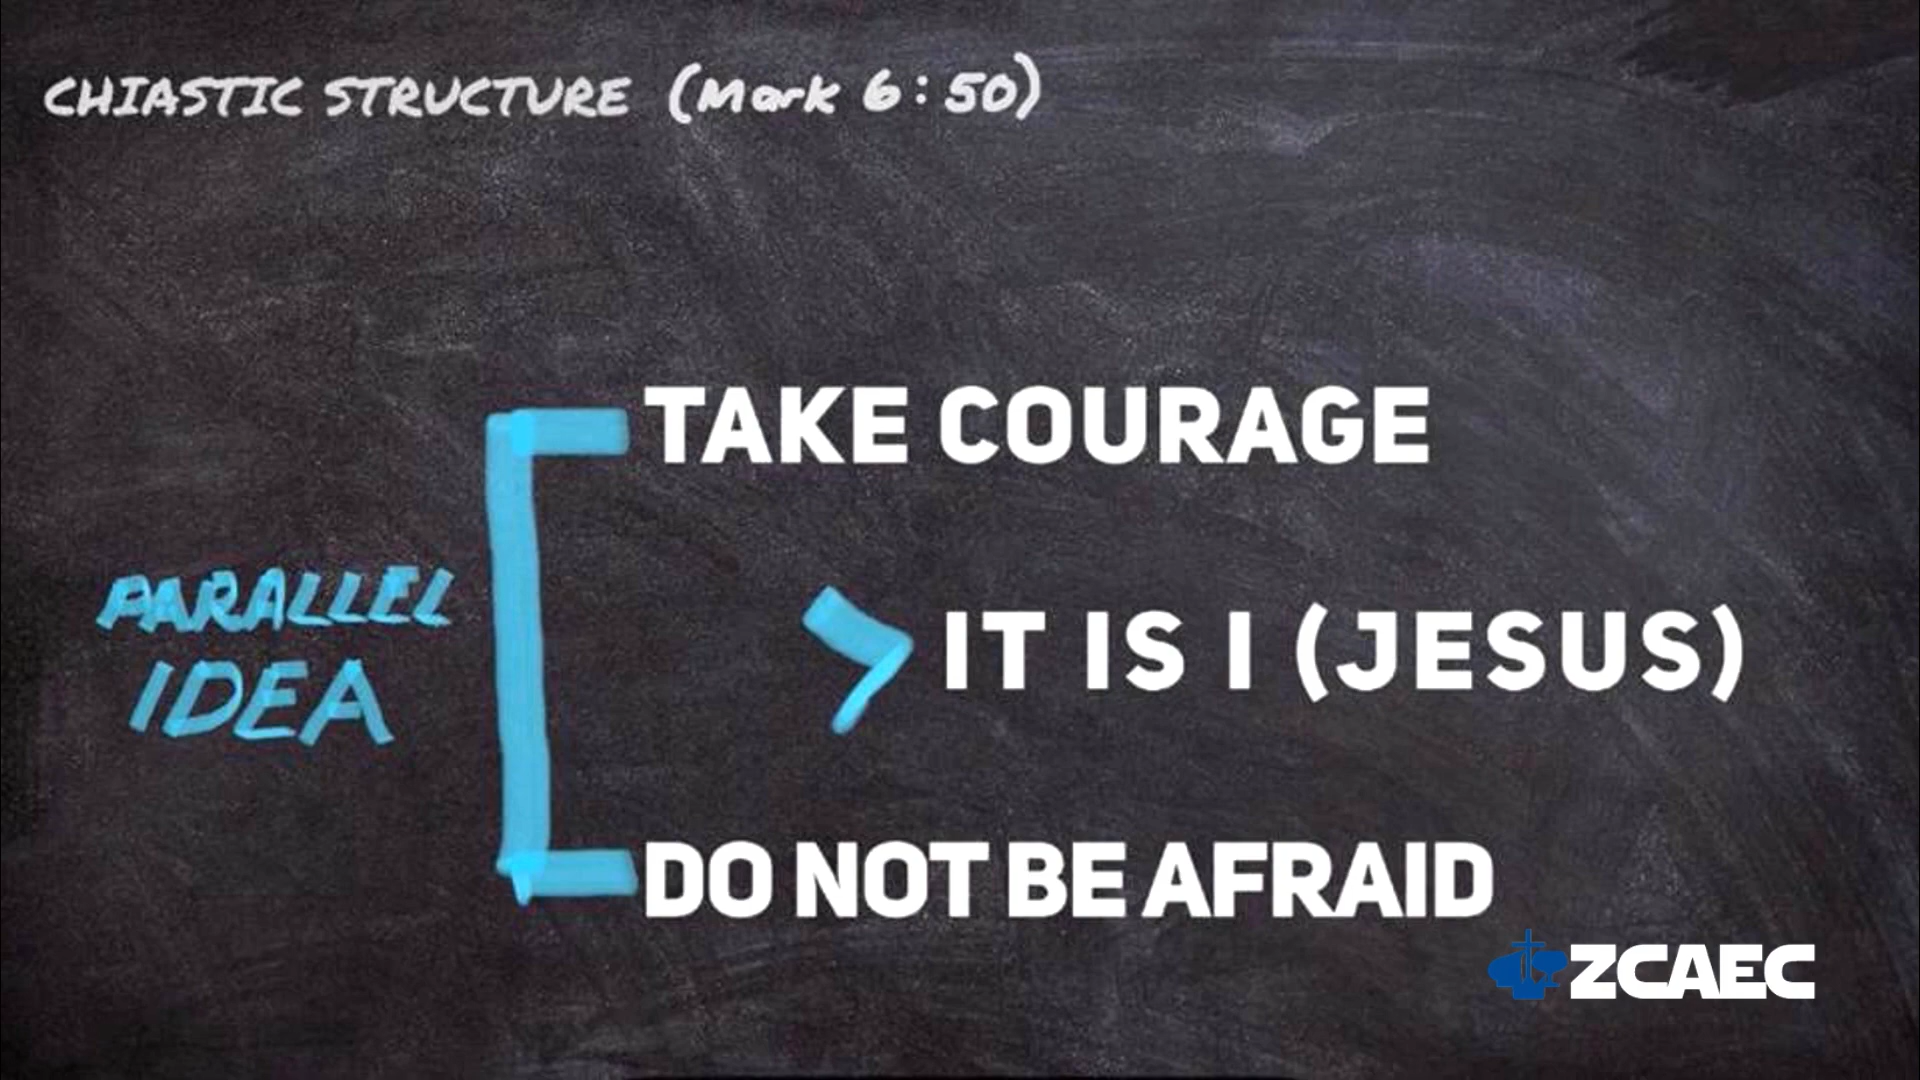 CHIASTIC STRUCTURE (Mark 6:50)
TAKE COURAGE
PARALLEL
IDEA
IT IS I (JESUS)
DO NOT BE AFRAID
ZCAEC